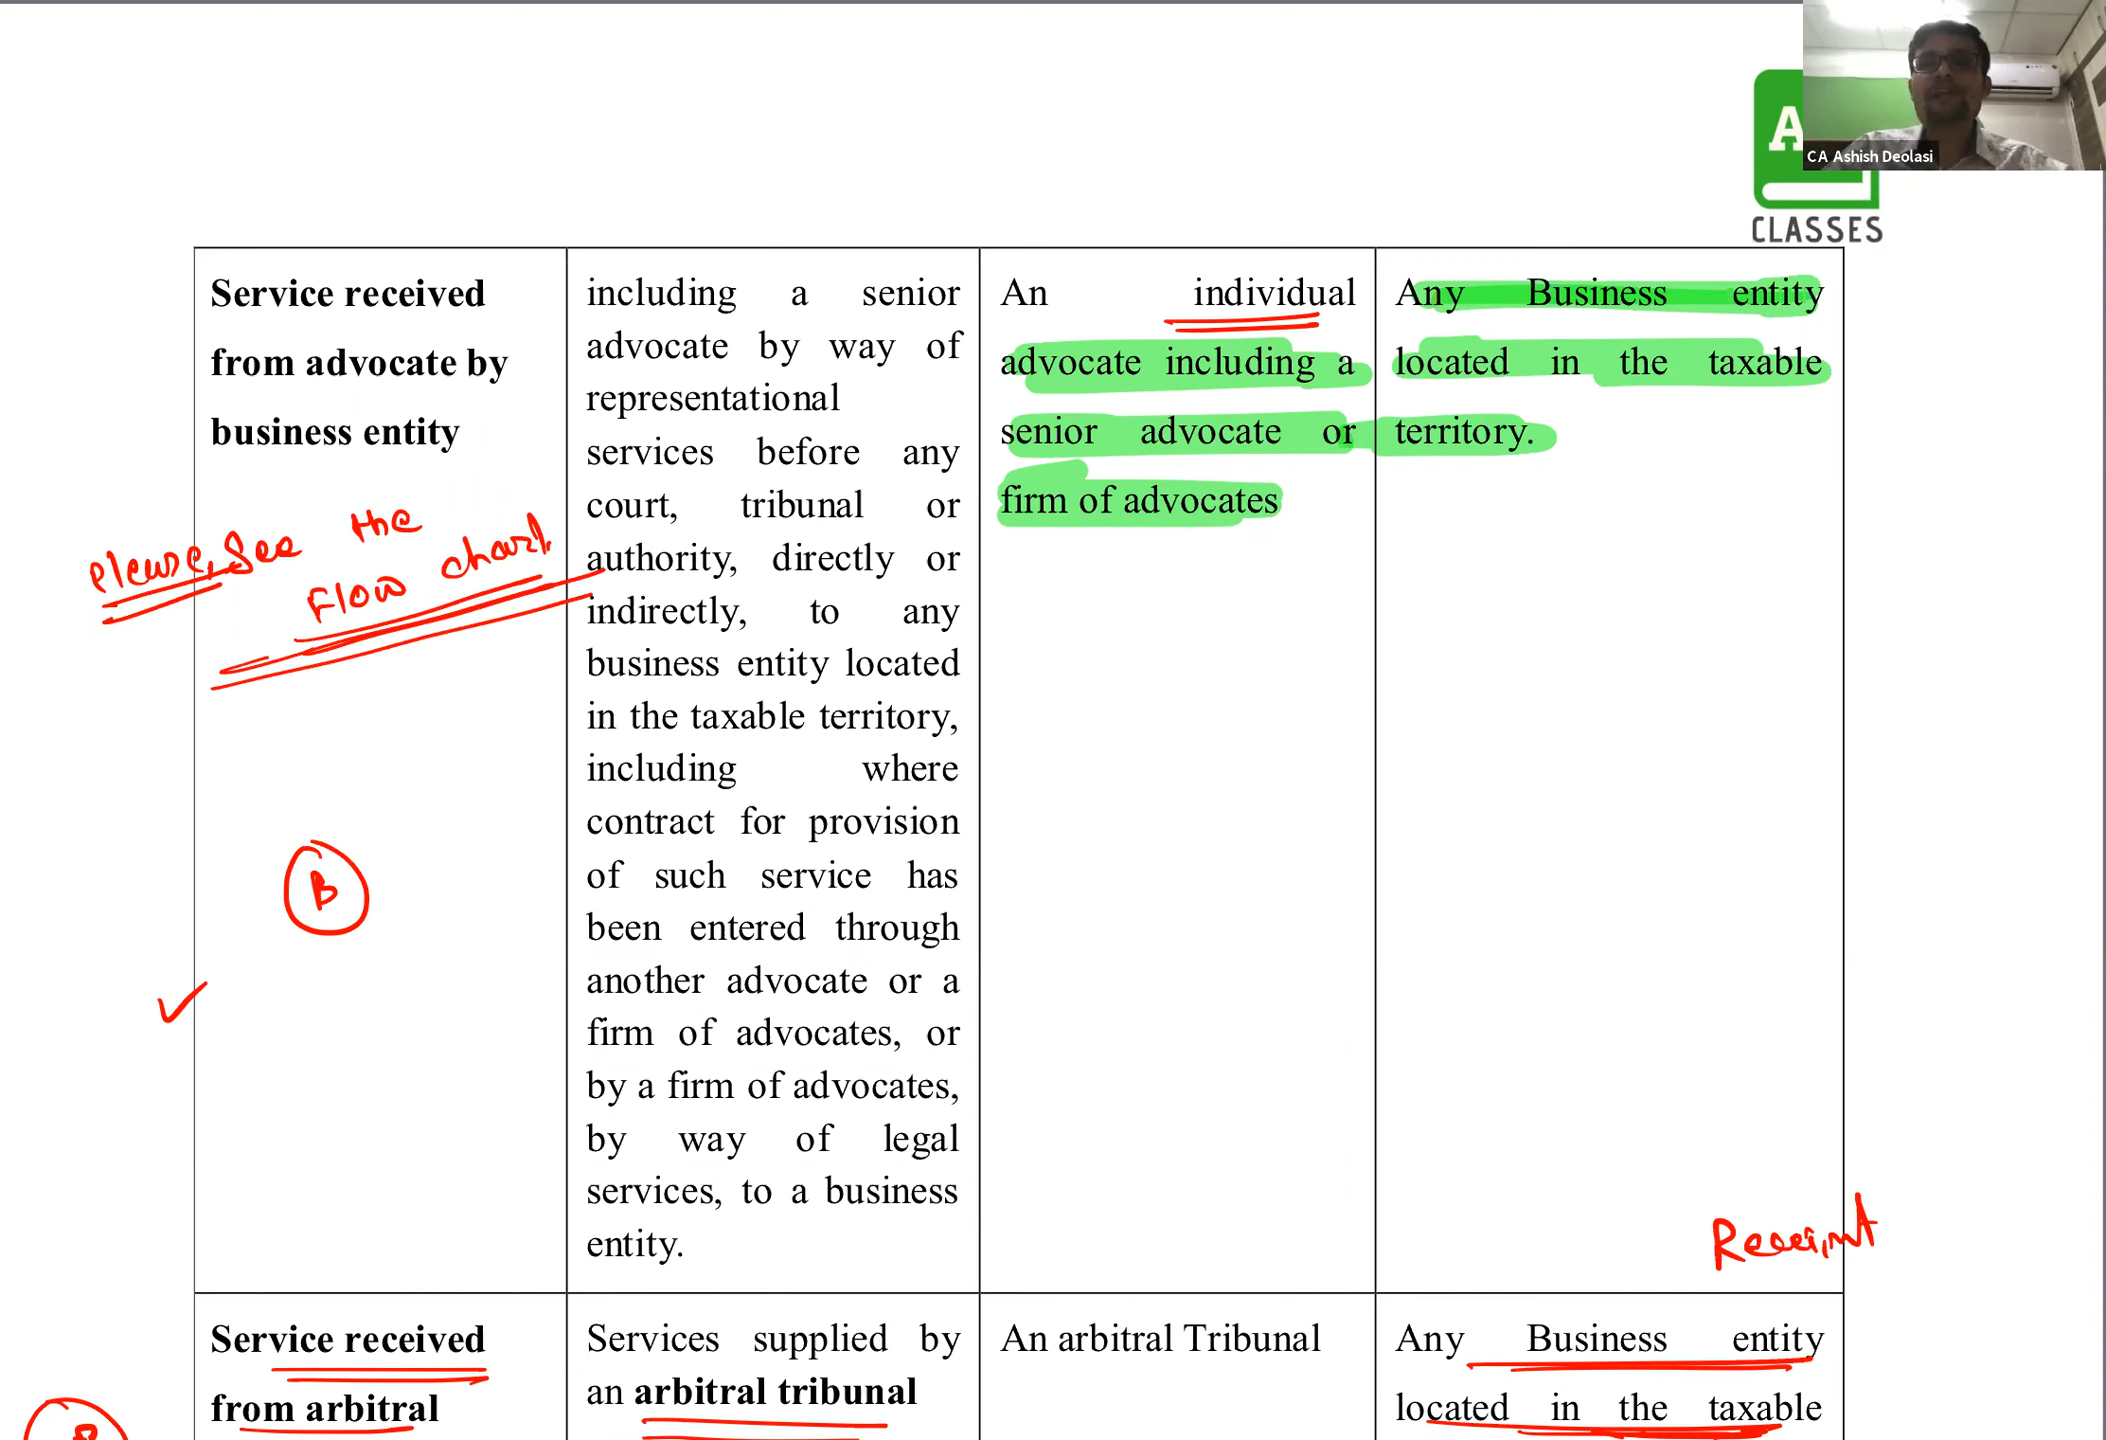 CA Ashish Deolasi
A
CLASSES
Service received
from advocate by
business entity
please, See the
Flow chart.
B
including a senior
advocate by way of
representational
services before any
court, tribunal or
authority, directly or
indirectly, to any
business entity located
in the taxable territory,
including where
contract for provision
of such service has
been entered through
another advocate or a
firm of advocates, or
by a firm of advocates,
by way of legal
services, to a business
entity.
An individual
advocate including a
senior advocate or
firm of advocates
Any Business entity
located in the taxable
territory.
Service received
from arbitral
Services supplied by
an arbitral tribunal
An arbitral Tribunal
Any Business entity
located in the taxable